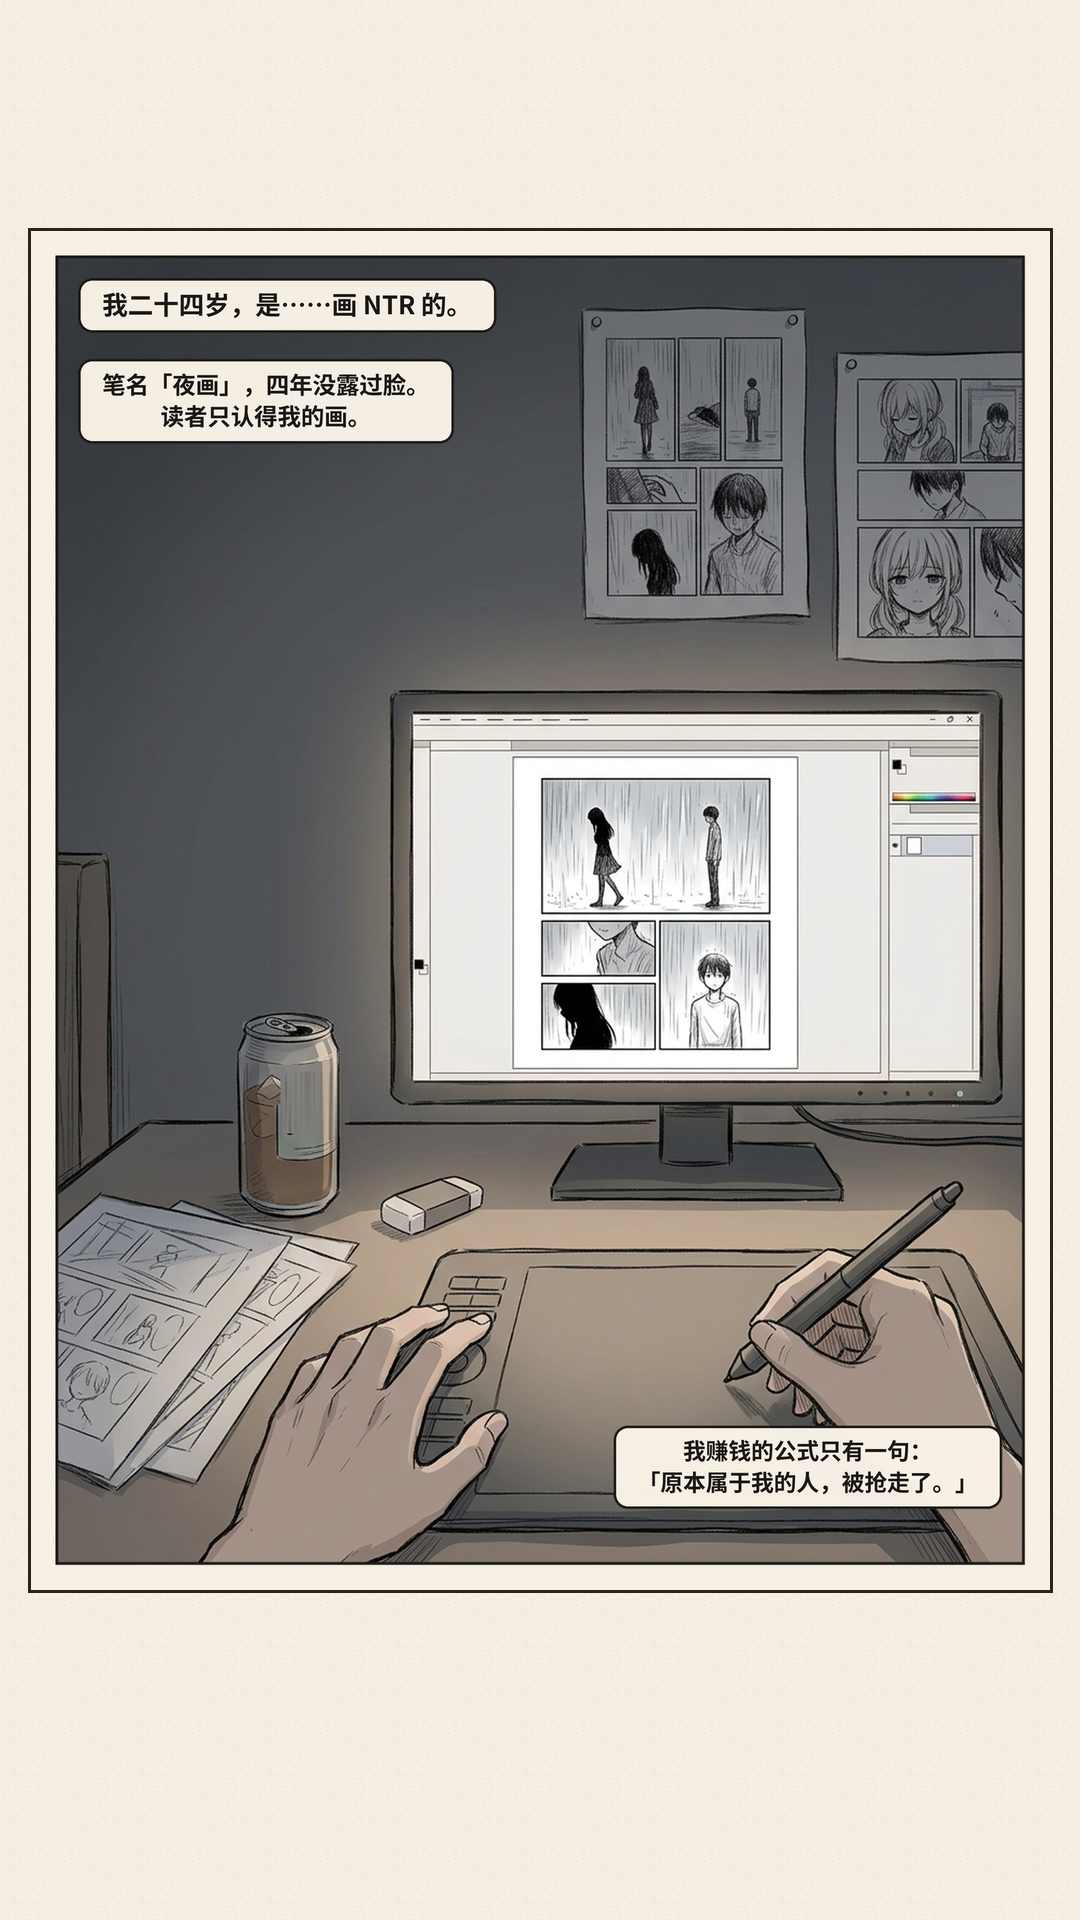 我二十四岁，是……画 NTR 的。
笔名「夜画」，四年没露过脸。
读者只认得我的画。
我赚钱的公式只有一句：
「原本属于我的人，被抢走了。」